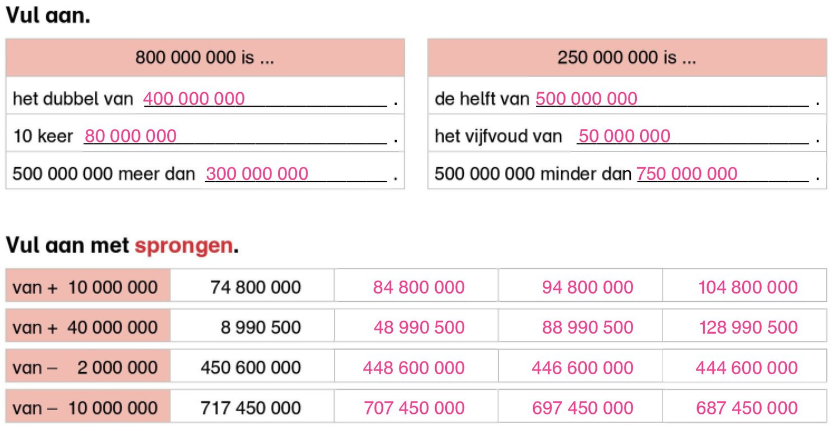 Vul aan.
800 000 000 is ...
het dubbel van 400 000 000 .
10 keer 80 000 000 .
500 000 000 meer dan 300 000 000 .
250 000 000 is ...
de helft van 500 000 000 .
het vijfvoud van 50 000 000 .
500 000 000 minder dan 750 000 000 .
Vul aan met sprongen.
van + 10 000 000 74 800 000 84 800 000 94 800 000 104 800 000
van + 40 000 000 8 990 500 48 990 500 88 990 500 128 990 500
van – 2 000 000 450 600 000 448 600 000 446 600 000 444 600 000
van – 10 000 000 717 450 000 707 450 000 697 450 000 687 450 000